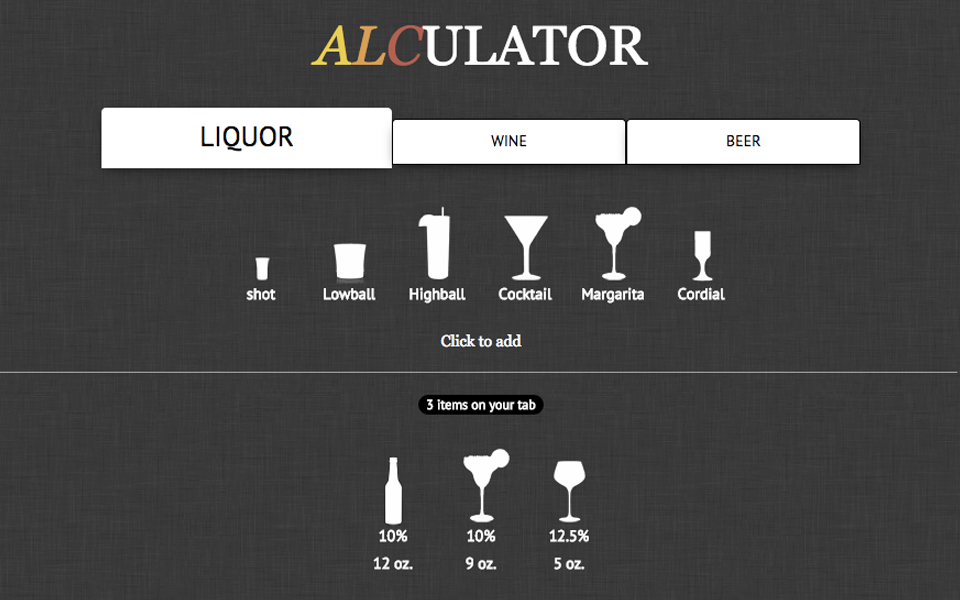 ALCULATOR
LIQUOR WINE BEER
shot Lowball Highball Cocktail Margarita Cordial
Click to add
3 items on your tab
10% 10% 12.5%
12 oz. 9 oz. 5 oz.